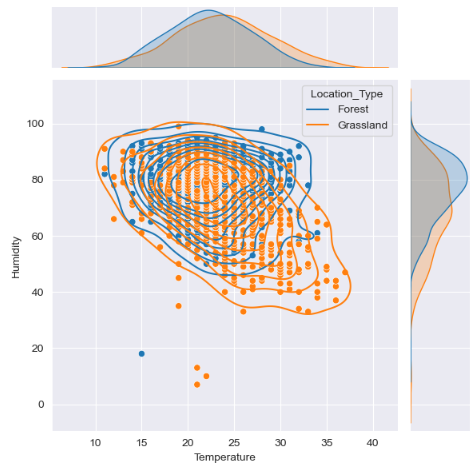 Location_Type
Forest
Grassland
100
80
60
40
20
0
Humidity
10 15 20 25 30 35 40
Temperature